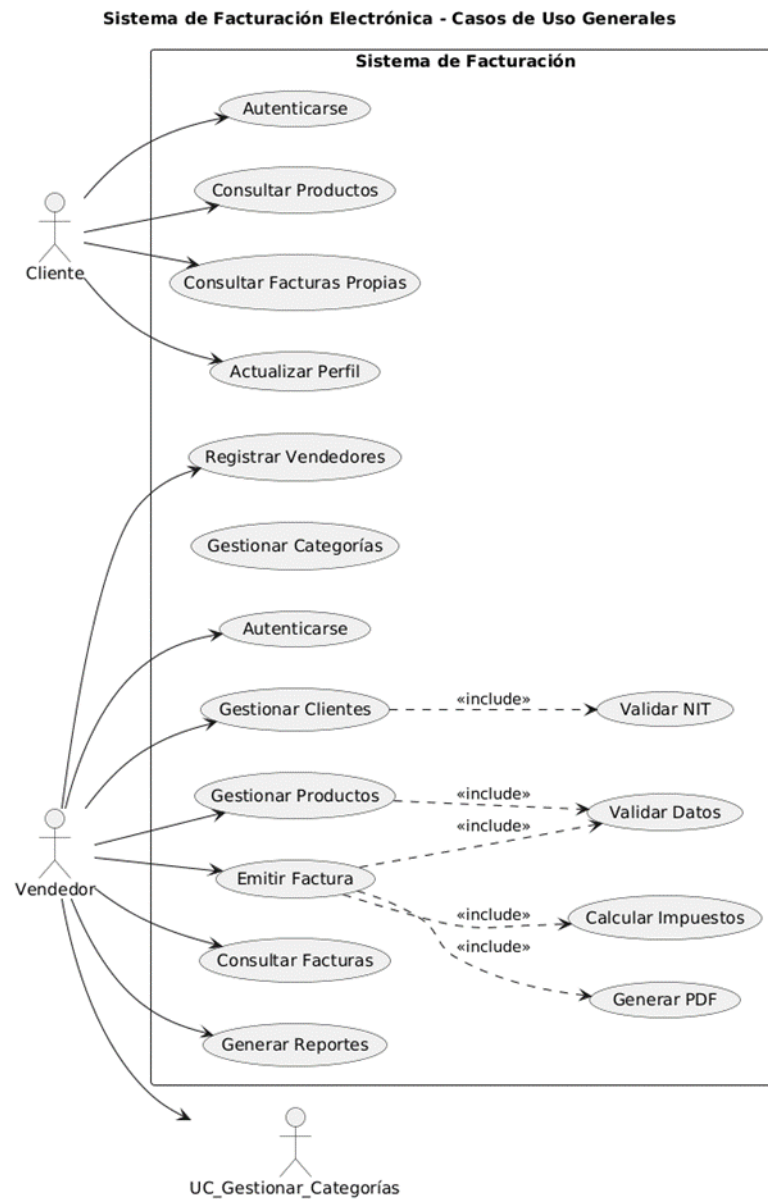 Sistema de Facturación Electrónica - Casos de Uso Generales
Sistema de Facturación
Autenticarse
Consultar Productos
Cliente
Consultar Facturas Propias
Actualizar Perfil
Registrar Vendedores
Gestionar Categorías
Autenticarse
Gestionar Clientes
«include»
Validar NIT
Gestionar Productos
«include»
Validar Datos
«include»
Vendedor
Emitir Factura
«include»
Calcular Impuestos
«include»
Consultar Facturas
Generar PDF
Generar Reportes
UC_Gestionar_Categorías